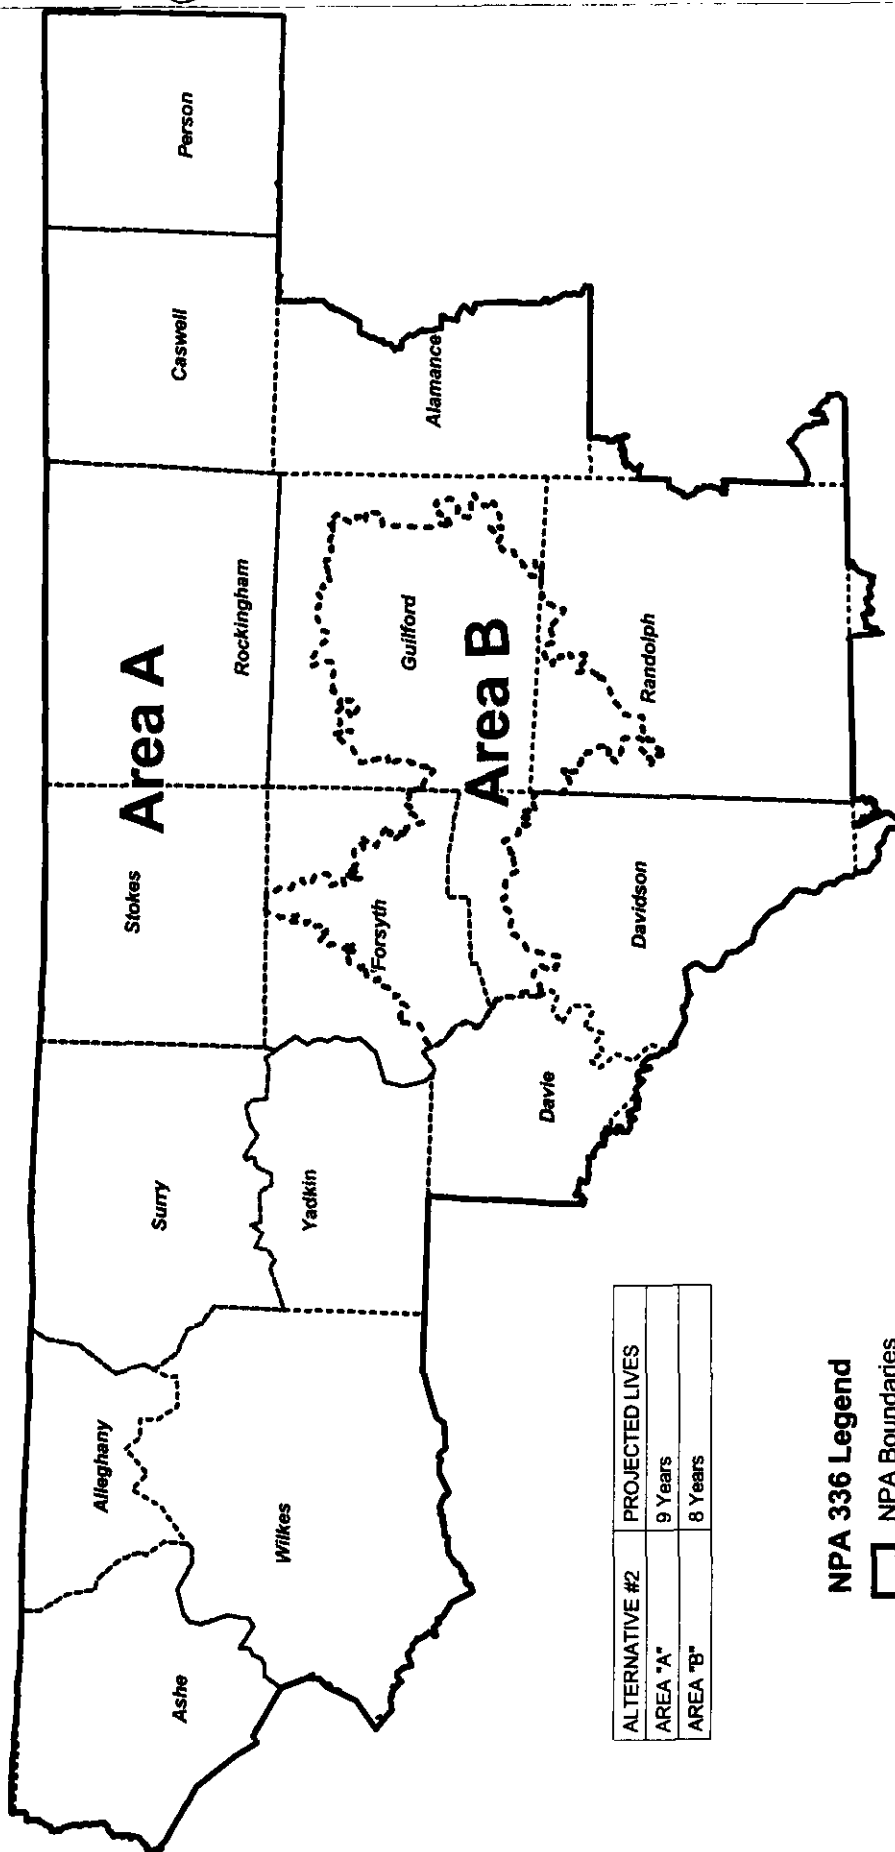 Ashe
Alleghany
Wilkes
Surry
Yadkin
Stokes
Forsyth
Davie
Davidson
Area A
Rockingham
Guilford
Area B
Randolph
Caswell
Alamance
Person
ALTERNATIVE #2 PROJECTED LIVES
AREA "A" 9 Years
AREA "B" 8 Years
NPA 336 Legend
NPA Boundaries